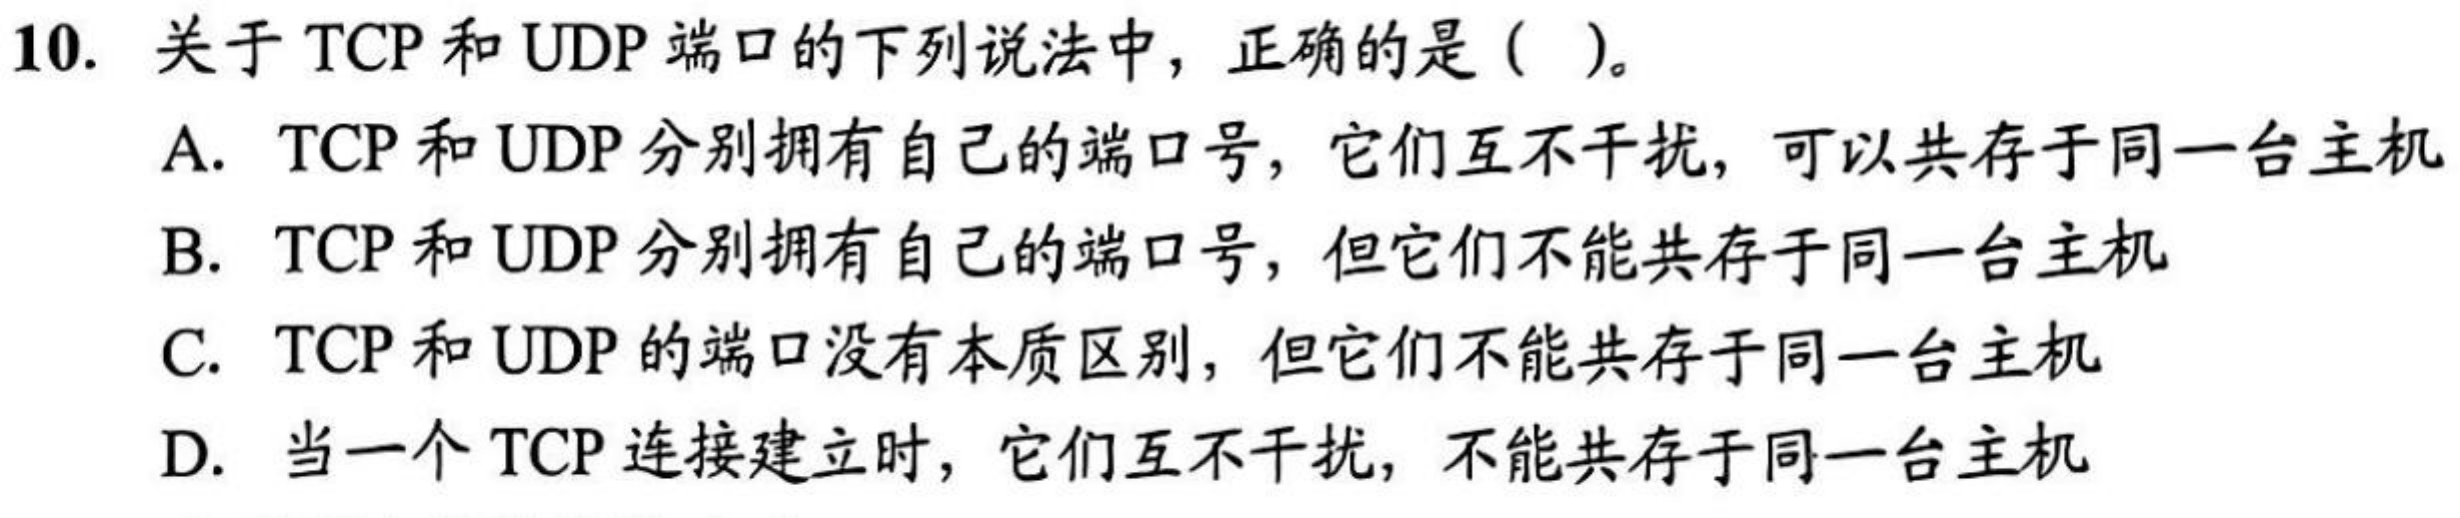 10. 关于 TCP 和 UDP 端口的下列说法中，正确的是（ ）。
A. TCP 和 UDP 分别拥有自己的端口号，它们互不干扰，可以共存于同一台主机
B. TCP 和 UDP 分别拥有自己的端口号，但它们不能共存于同一台主机
C. TCP 和 UDP 的端口没有本质区别，但它们不能共存于同一台主机
D. 当一个 TCP 连接建立时，它们互不干扰，不能共存于同一台主机